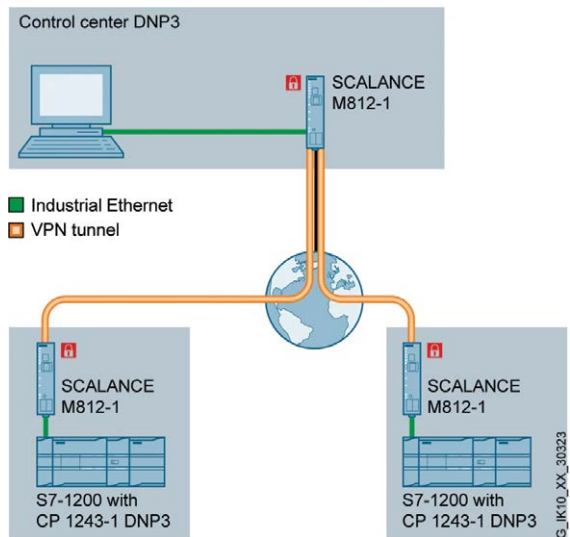 Control center DNP3
SCALANCE
M812-1
Industrial Ethernet
VPN tunnel
SCALANCE
M812-1
S7-1200 with
CP 1243-1 DNP3
SCALANCE
M812-1
S7-1200 with
CP 1243-1 DNP3
G_IK10_XX_30323